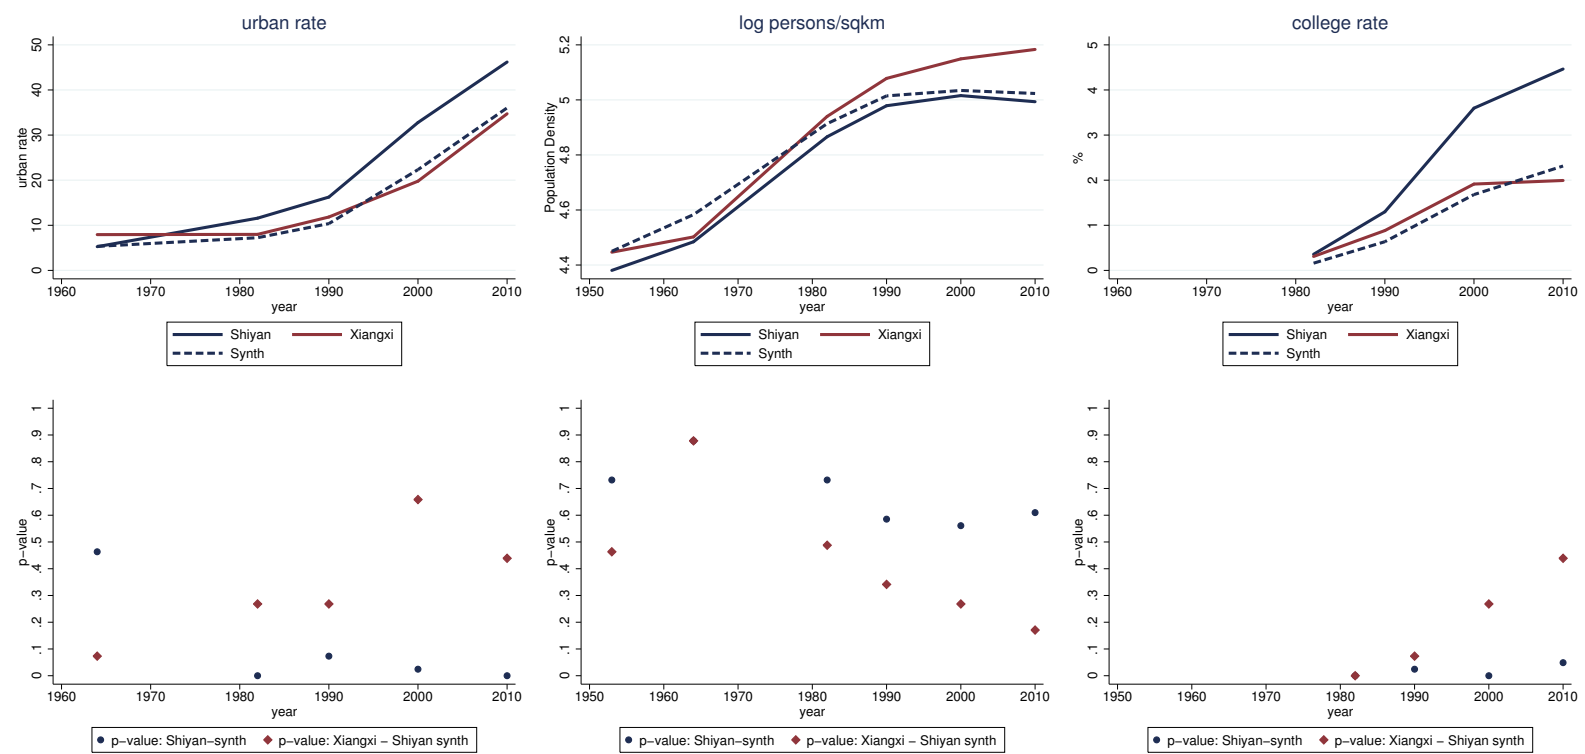 urban rate
urban rate
0 10 20 30 40 50
1960 1970 1980 1990 2000 2010
year
Shiyan Xiangxi
Synth
log persons/sqkm
Population Density
4.4 4.6 4.8 5 5.2
1950 1960 1970 1980 1990 2000 2010
year
Shiyan Xiangxi
Synth
college rate
%
0 1 2 3 4 5
1960 1970 1980 1990 2000 2010
year
Shiyan Xiangxi
Synth
p−value
0 .1 .2 .3 .4 .5 .6 .7 .8 .9 1
1960 1970 1980 1990 2000 2010
year
p−value: Shiyan−synth p−value: Xiangxi − Shiyan synth
p−value
0 .1 .2 .3 .4 .5 .6 .7 .8 .9 1
1950 1960 1970 1980 1990 2000 2010
year
p−value: Shiyan−synth p−value: Xiangxi − Shiyan synth
p−value
0 .1 .2 .3 .4 .5 .6 .7 .8 .9 1
1950 1960 1970 1980 1990 2000 2010
year
p−value: Shiyan−synth p−value: Xiangxi − Shiyan synth